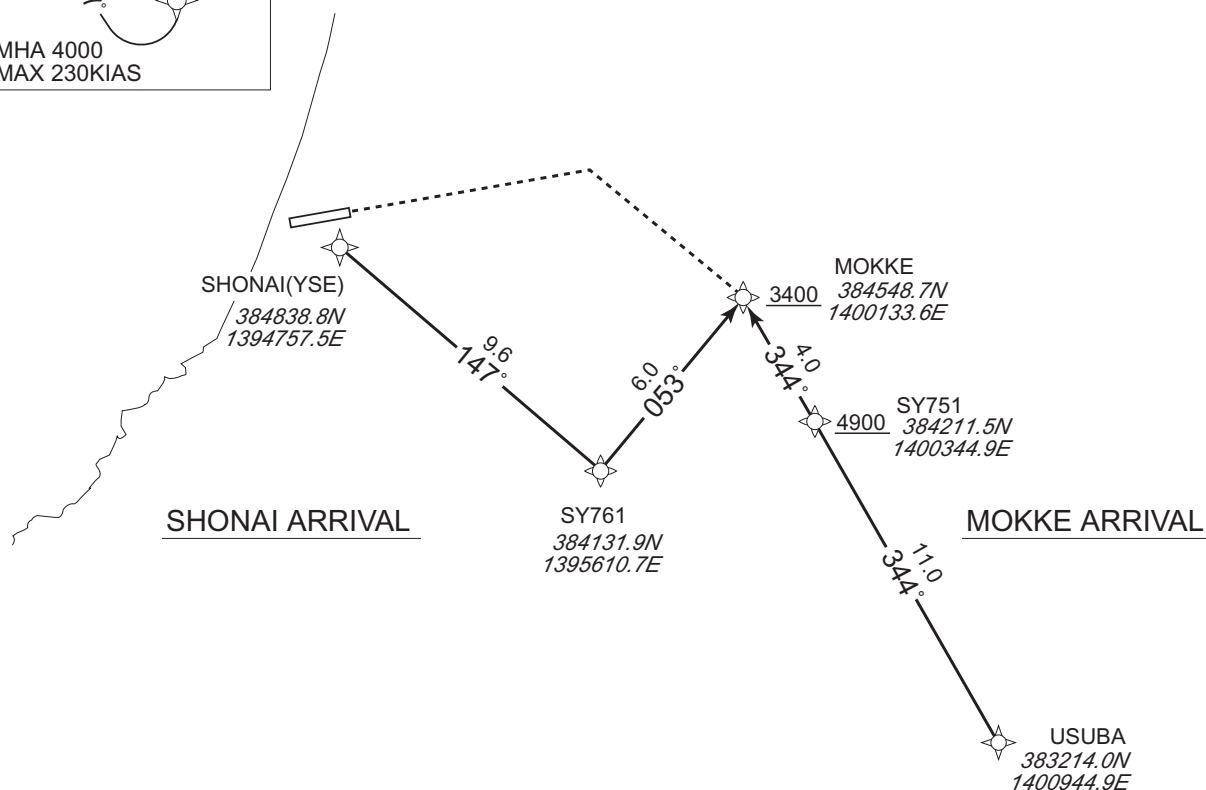 MHA 4000
MAX 230KIAS
SHONAI(YSE)
384838.8N
1394757.5E
9.6
147°
6.0
053°
MOKKE
3400 384548.7N
1400133.6E
4.0
344°
SY751
4900 384211.5N
1400344.9E
SHONAI ARRIVAL
SY761
384131.9N
1395610.7E
MOKKE ARRIVAL
11.0
344°
USUBA
383214.0N
1400944.9E